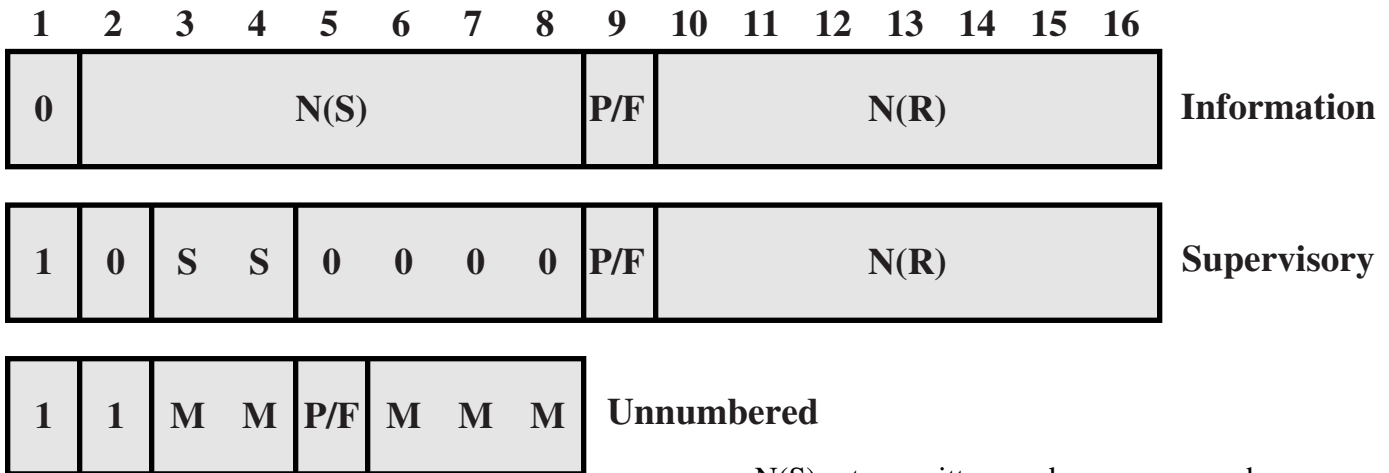 1 2 3 4 5 6 7 8 9 10 11 12 13 14 15 16
0 N(S) P/F N(R) Information
1 0 S S 0 0 0 0 P/F N(R) Supervisory
1 1 M M P/F M M M Unnumbered